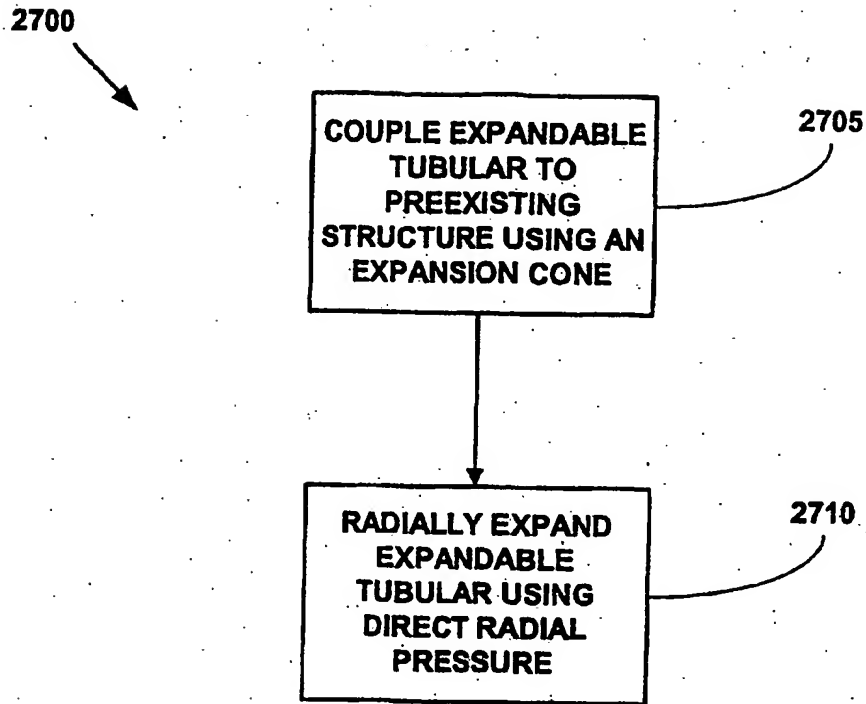 2700
COUPLE EXPANDABLE
TUBULAR TO
PREEXISTING
STRUCTURE USING AN
EXPANSION CONE
2705
RADIALLY EXPAND
EXPANDABLE
TUBULAR USING
DIRECT RADIAL
PRESSURE
2710